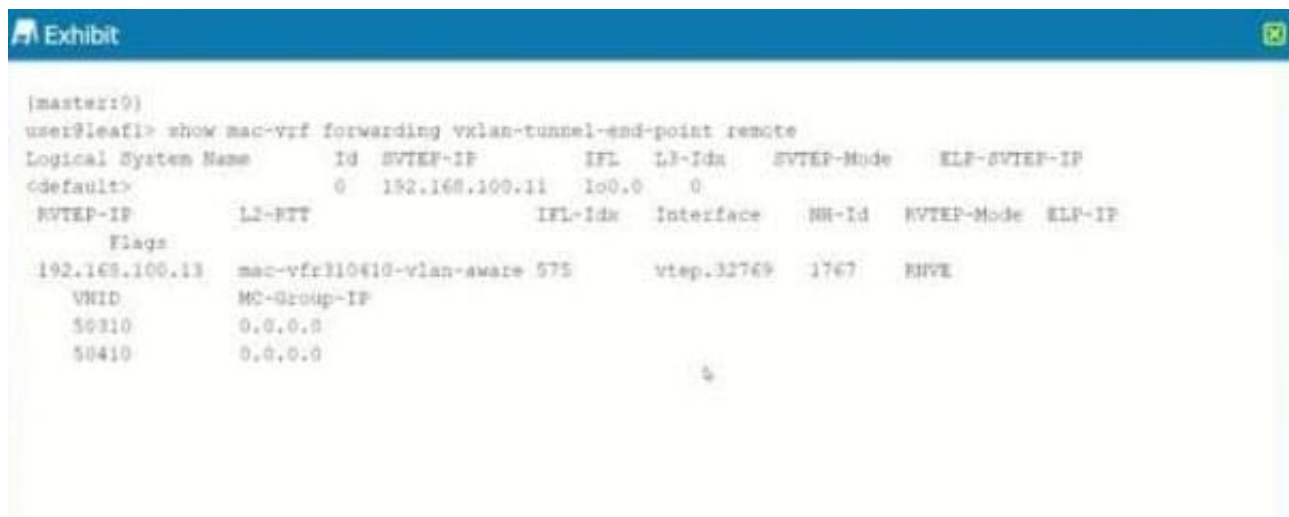 Exhibit
{master:0}
user@leaf1> show mac-vrf forwarding vxlan-tunnel-end-point remote
Logical System Name Id SVTEP-IP IFL L3-Idx SVTEP-Mode ELP-SVTEP-IP
<default> 0 192.168.100.11 lo0.0 0
RVTEP-IP L2-RTT IFL-Idx Interface NH-Id RVTEP-Mode ELP-IP
Flags
192.168.100.13 mac-vfr310410-vlan-aware 575 vtep.32769 1767 RNVE
VNID MC-Group-IP
50310 0.0.0.0
50410 0.0.0.0